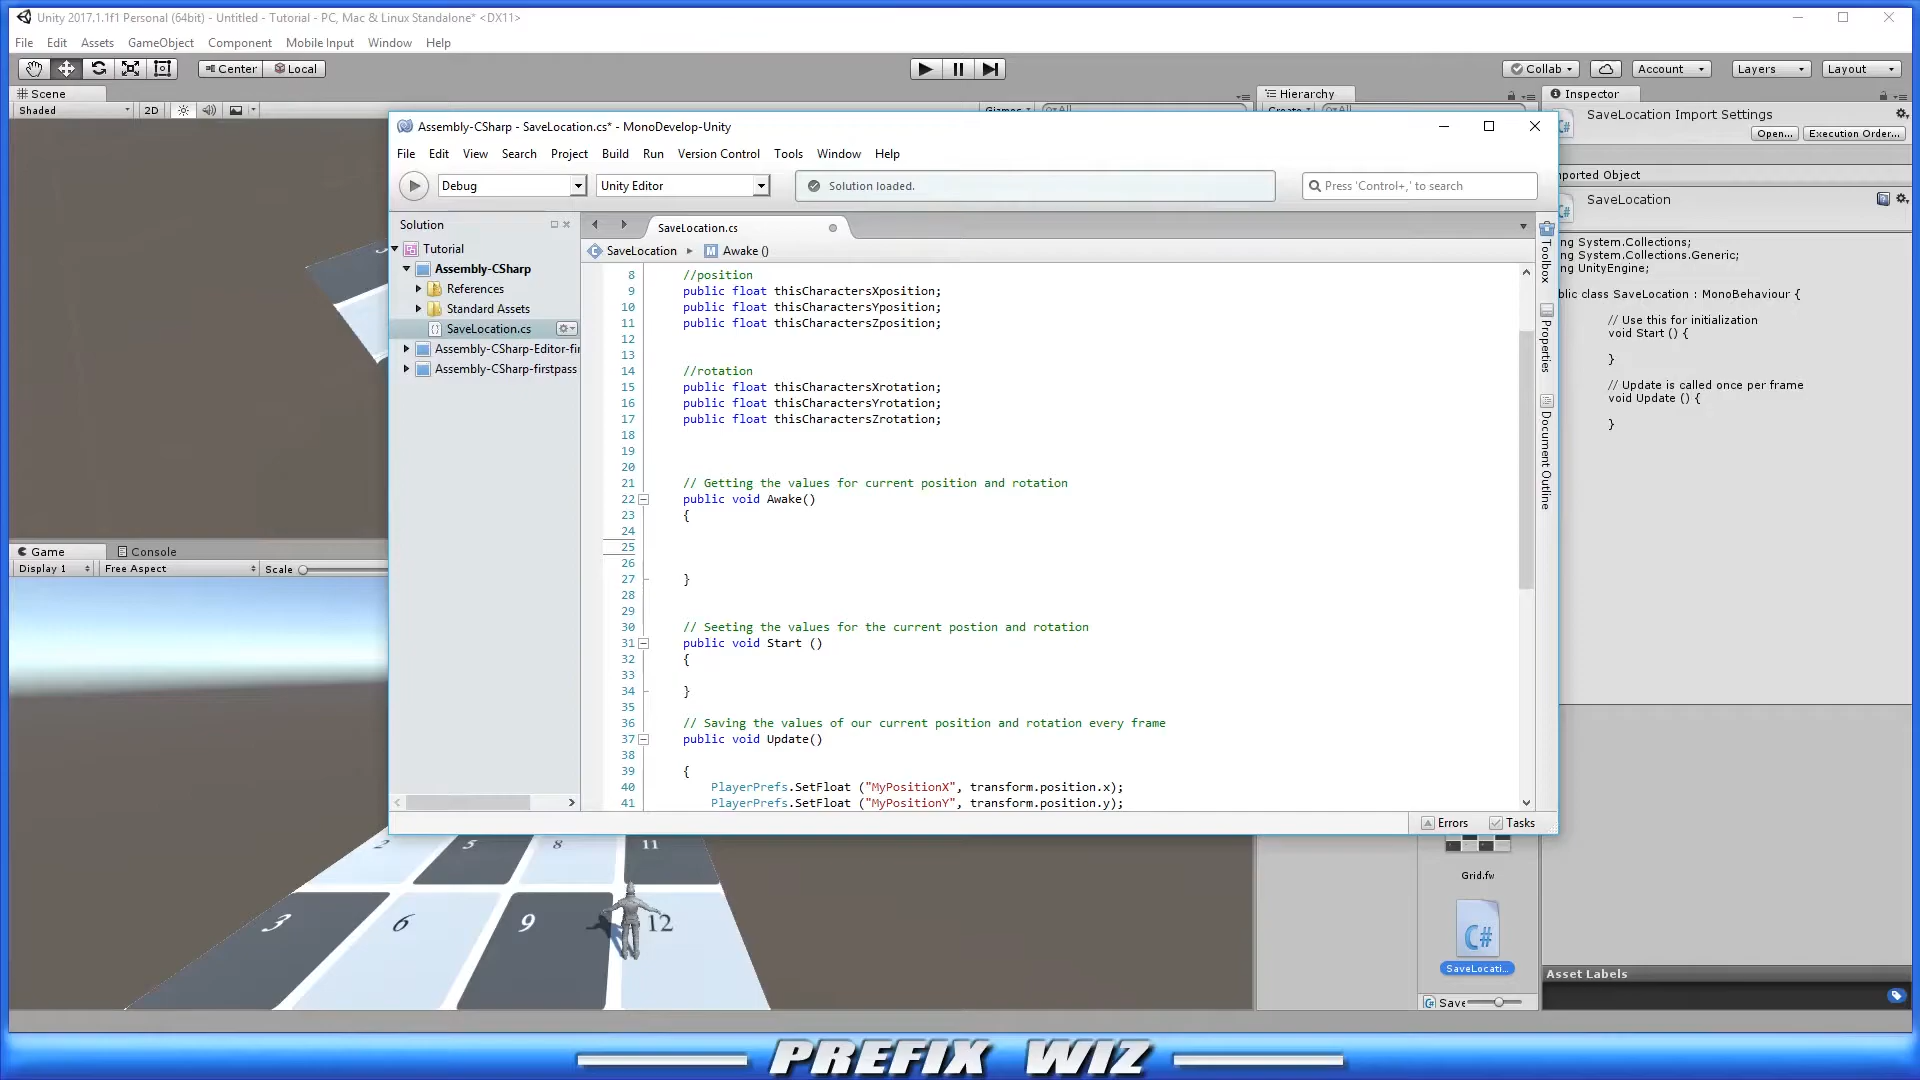 Unity 2017.1.1f1 Personal (64bit) - Untitled - Tutorial - PC, Mac & Linux Standalone* <DX11>
File Edit Assets GameObject Component Mobile Input Window Help
Center Local Collab Account Layers Layout
Scene
Shaded 2D
Hierarchy
Inspector
SaveLocation Import Settings
Open... Execution Order...
mported Object
SaveLocation
ng System.Collections;
ng System.Collections.Generic;
ng UnityEngine;
blic class SaveLocation : MonoBehaviour {
// Use this for initialization
void Start () {
}
// Update is called once per frame
void Update () {
}
Assembly-CSharp - SaveLocation.cs* - MonoDevelop-Unity
File Edit View Search Project Build Run Version Control Tools Window Help
Debug Unity Editor Solution loaded. Press 'Control+,' to search
Solution
Tutorial
Assembly-CSharp
References
Standard Assets
SaveLocation.cs
Assembly-CSharp-Editor-fir
Assembly-CSharp-firstpass
SaveLocation.cs
SaveLocation Awake ()
8 //position
9 public float thisCharactersXposition;
10 public float thisCharactersYposition;
11 public float thisCharactersZposition;
12
13
14 //rotation
15 public float thisCharactersXrotation;
16 public float thisCharactersYrotation;
17 public float thisCharactersZrotation;
18
19
20
21 // Getting the values for current position and rotation
22 public void Awake()
23 {
24
25
26
27 }
28
29
30 // Seeting the values for the current postion and rotation
31 public void Start ()
32 {
33
34 }
35
36 // Saving the values of our current position and rotation every frame
37 public void Update()
38
39 {
40 PlayerPrefs.SetFloat ("MyPositionX", transform.position.x);
41 PlayerPrefs.SetFloat ("MyPositionY", transform.position.y);
Toolbox
Properties
Document Outline
Errors Tasks
Game Console
Display 1 Free Aspect Scale
2 5 8 11
3 6 9 12
Grid.fw
C#
SaveLocati...
Save
Asset Labels
PREFIX WIZ